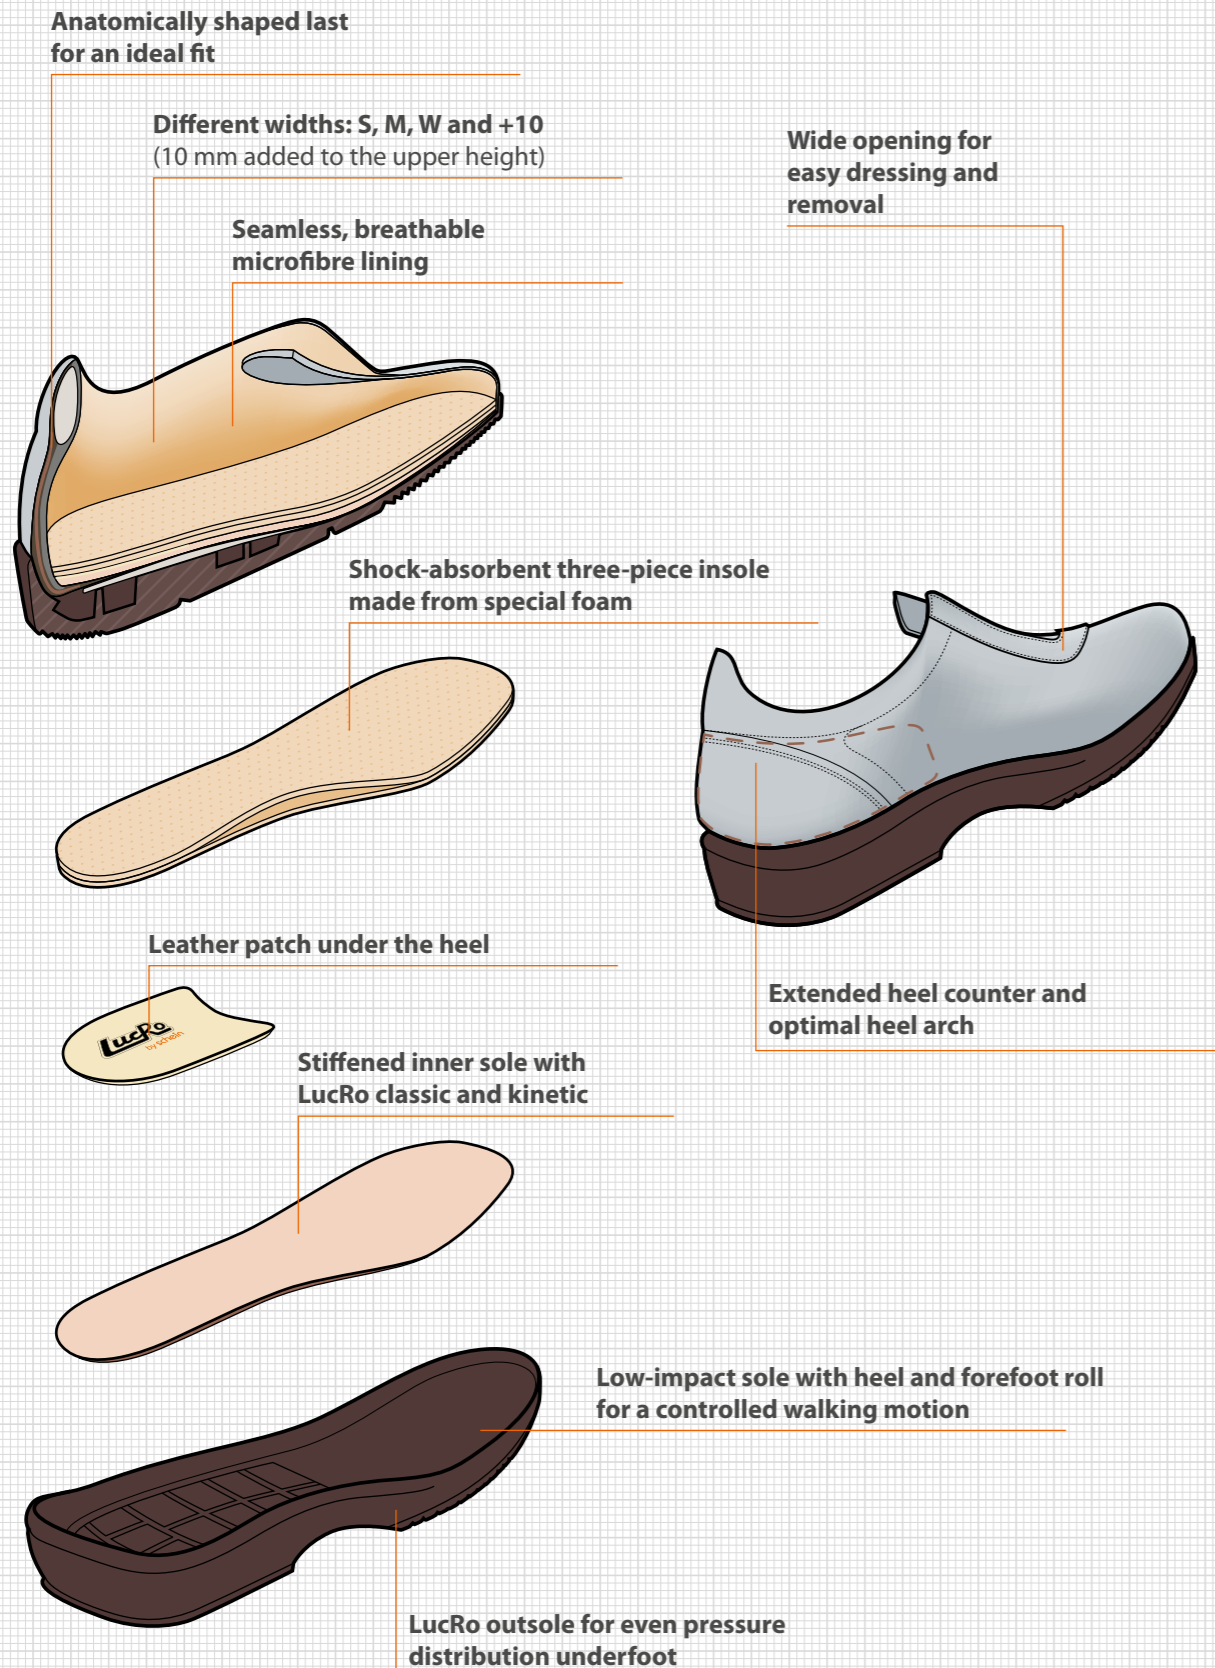 Anatomically shaped last
for an ideal fit
Different widths: S, M, W and +10
(10 mm added to the upper height)
Wide opening for
easy dressing and
removal
Seamless, breathable
microfibre lining
Shock-absorbent three-piece insole
made from special foam
Leather patch under the heel
LucRo
by schein
Extended heel counter and
optimal heel arch
Stiffened inner sole with
LucRo classic and kinetic
Low-impact sole with heel and forefoot roll
for a controlled walking motion
LucRo outsole for even pressure
distribution underfoot